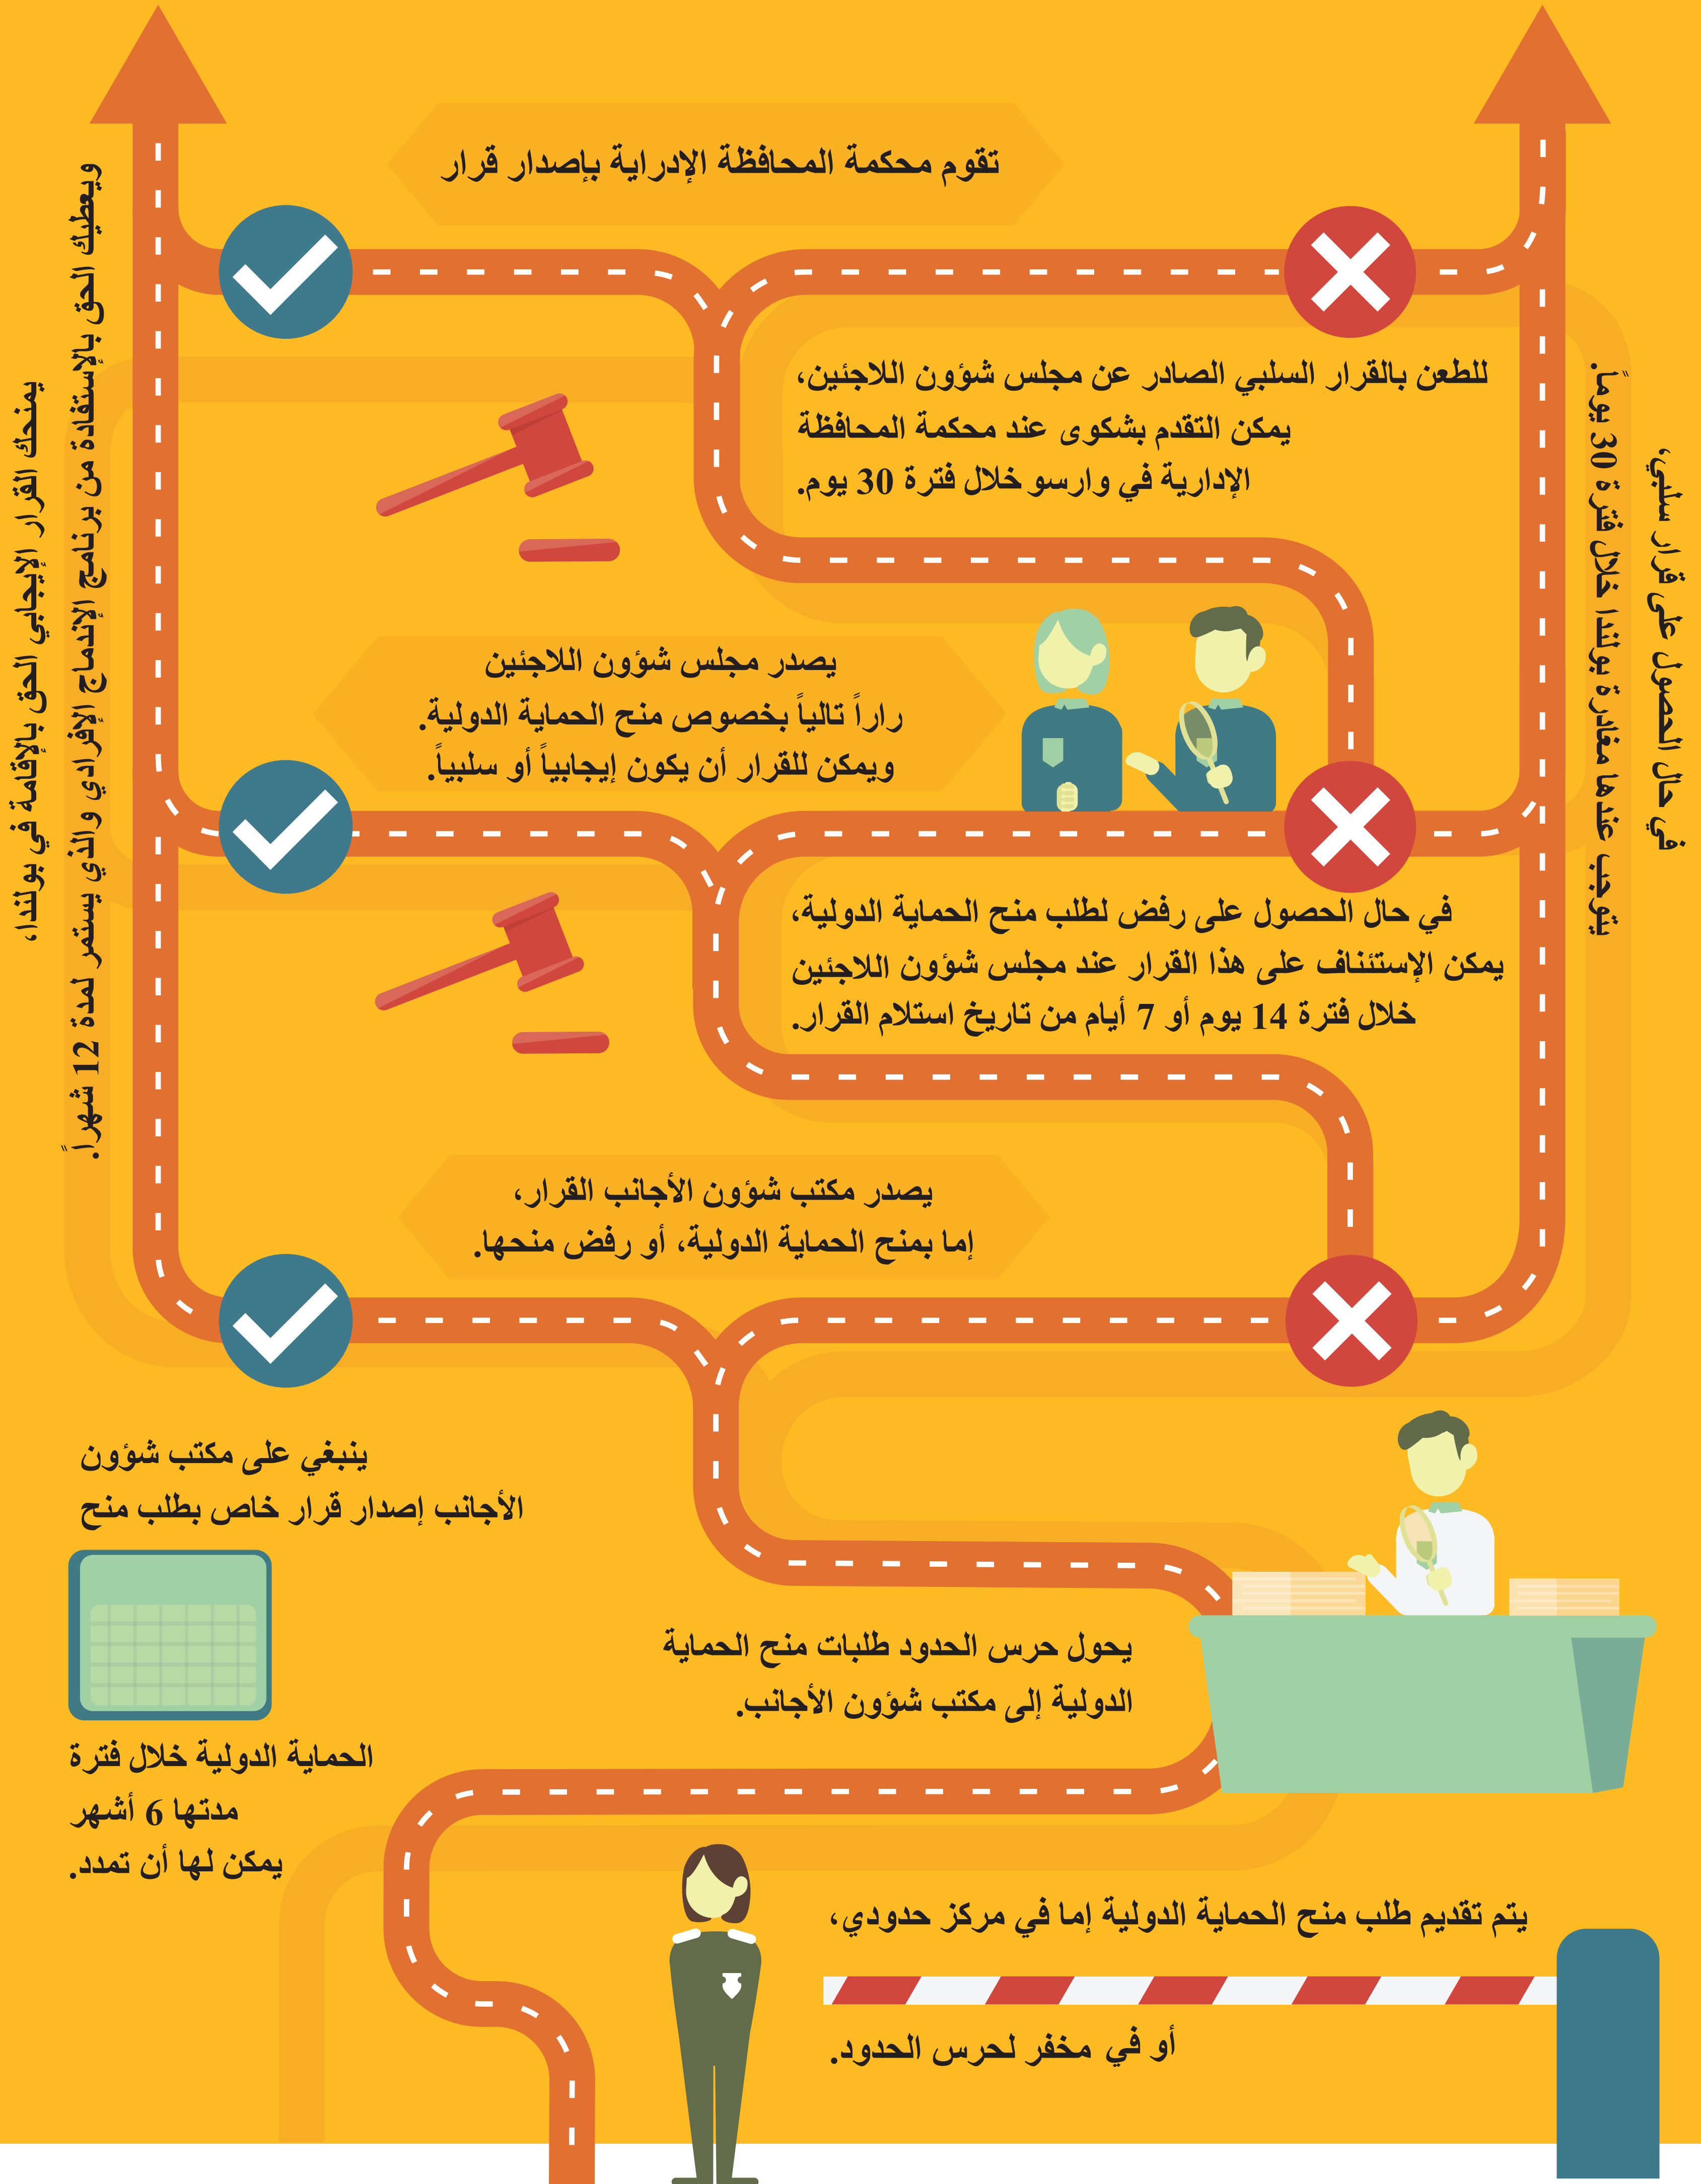 تقوم محكمة المحافظة الإدراية بإصدار قرار
للطعن بالقرار السلبي الصادر عن مجلس شؤون اللاجئين،
يمكن التقدم بشكوى عند محكمة المحافظة
الإدارية في وارسو خلال فترة 30 يوم.
في حال الحصول على قرار سلبي،
يتوجب عندها مغادرة بولندا خلال فترة 30 يوماً.
يمنحك القرار الإيجابي الحق بالإقامة في بولندا،
ويعطيك الحق بالإستفادة من برنامج الإندماج الإفرادي والذي يستمر لمدة 12 شهراً.
يصدر مجلس شؤون اللاجئين
راراً تالياً بخصوص منح الحماية الدولية.
ويمكن للقرار أن يكون إيجابياً أو سلبياً.
في حال الحصول على رفض لطلب منح الحماية الدولية،
يمكن الإستئناف على هذا القرار عند مجلس شؤون اللاجئين
خلال فترة 14 يوم أو 7 أيام من تاريخ استلام القرار.
يصدر مكتب شؤون الأجانب القرار،
إما بمنح الحماية الدولية، أو رفض منحها.
ينبغي على مكتب شؤون
الأجانب إصدار قرار خاص بطلب منح
الحماية الدولية خلال فترة
مدتها 6 أشهر
يمكن لها أن تمدد.
يحول حرس الحدود طلبات منح الحماية
الدولية إلى مكتب شؤون الأجانب.
يتم تقديم طلب منح الحماية الدولية إما في مركز حدودي،
أو في مخفر لحرس الحدود.